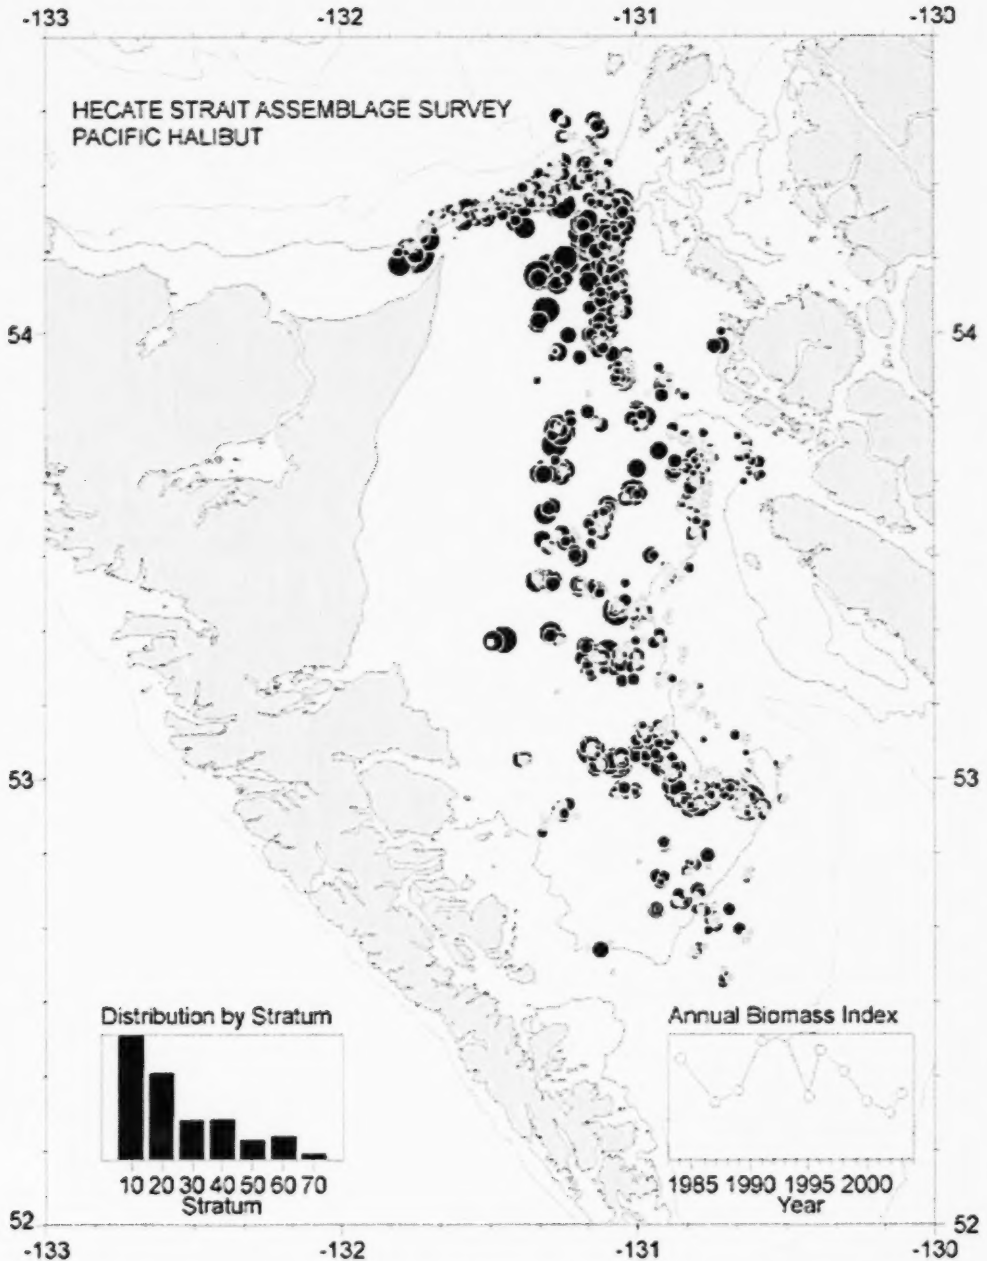 -133 -132 -131 -130
HECATE STRAIT ASSEMBLAGE SURVEY
PACIFIC HALIBUT
54 54
53 53
Distribution by Stratum
10 20 30 40 50 60 70
Stratum
Annual Biomass Index
1985 1990 1995 2000
Year
52 52
-133 -132 -131 -130